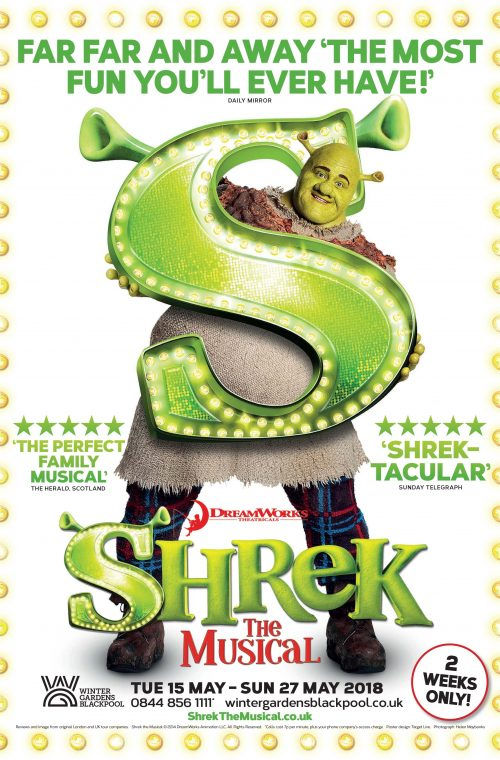 FAR FAR AND AWAY 'THE MOST
FUN YOU'LL EVER HAVE!'
DAILY MIRROR
S
'THE PERFECT
FAMILY
MUSICAL'
THE HERALD, SCOTLAND
'SHREK-
TACULAR'
SUNDAY TELEGRAPH
DREAMWORKS
THEATRICALS
SHREK
THE
MUSICAL
WINTER
GARDENS
BLACKPOOL
TUE 15 MAY – SUN 27 MAY 2018
0844 856 1111* wintergardensblackpool.co.uk
ShrekTheMusical.co.uk
2
WEEKS
ONLY!
Reviews and image from original London and UK tour companies. Shrek the Musical © 2014 DreamWorks Animation LLC. All Rights Reserved. *Calls cost 7p per minute, plus your phone company's access charge. Poster design: Target Live. Photograph: Helen Maybanks